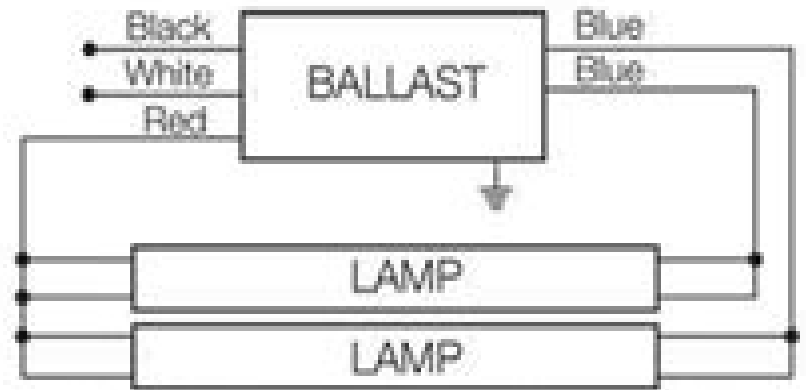 Black
Blue
White
BALLAST
Blue
Red
LAMP
LAMP